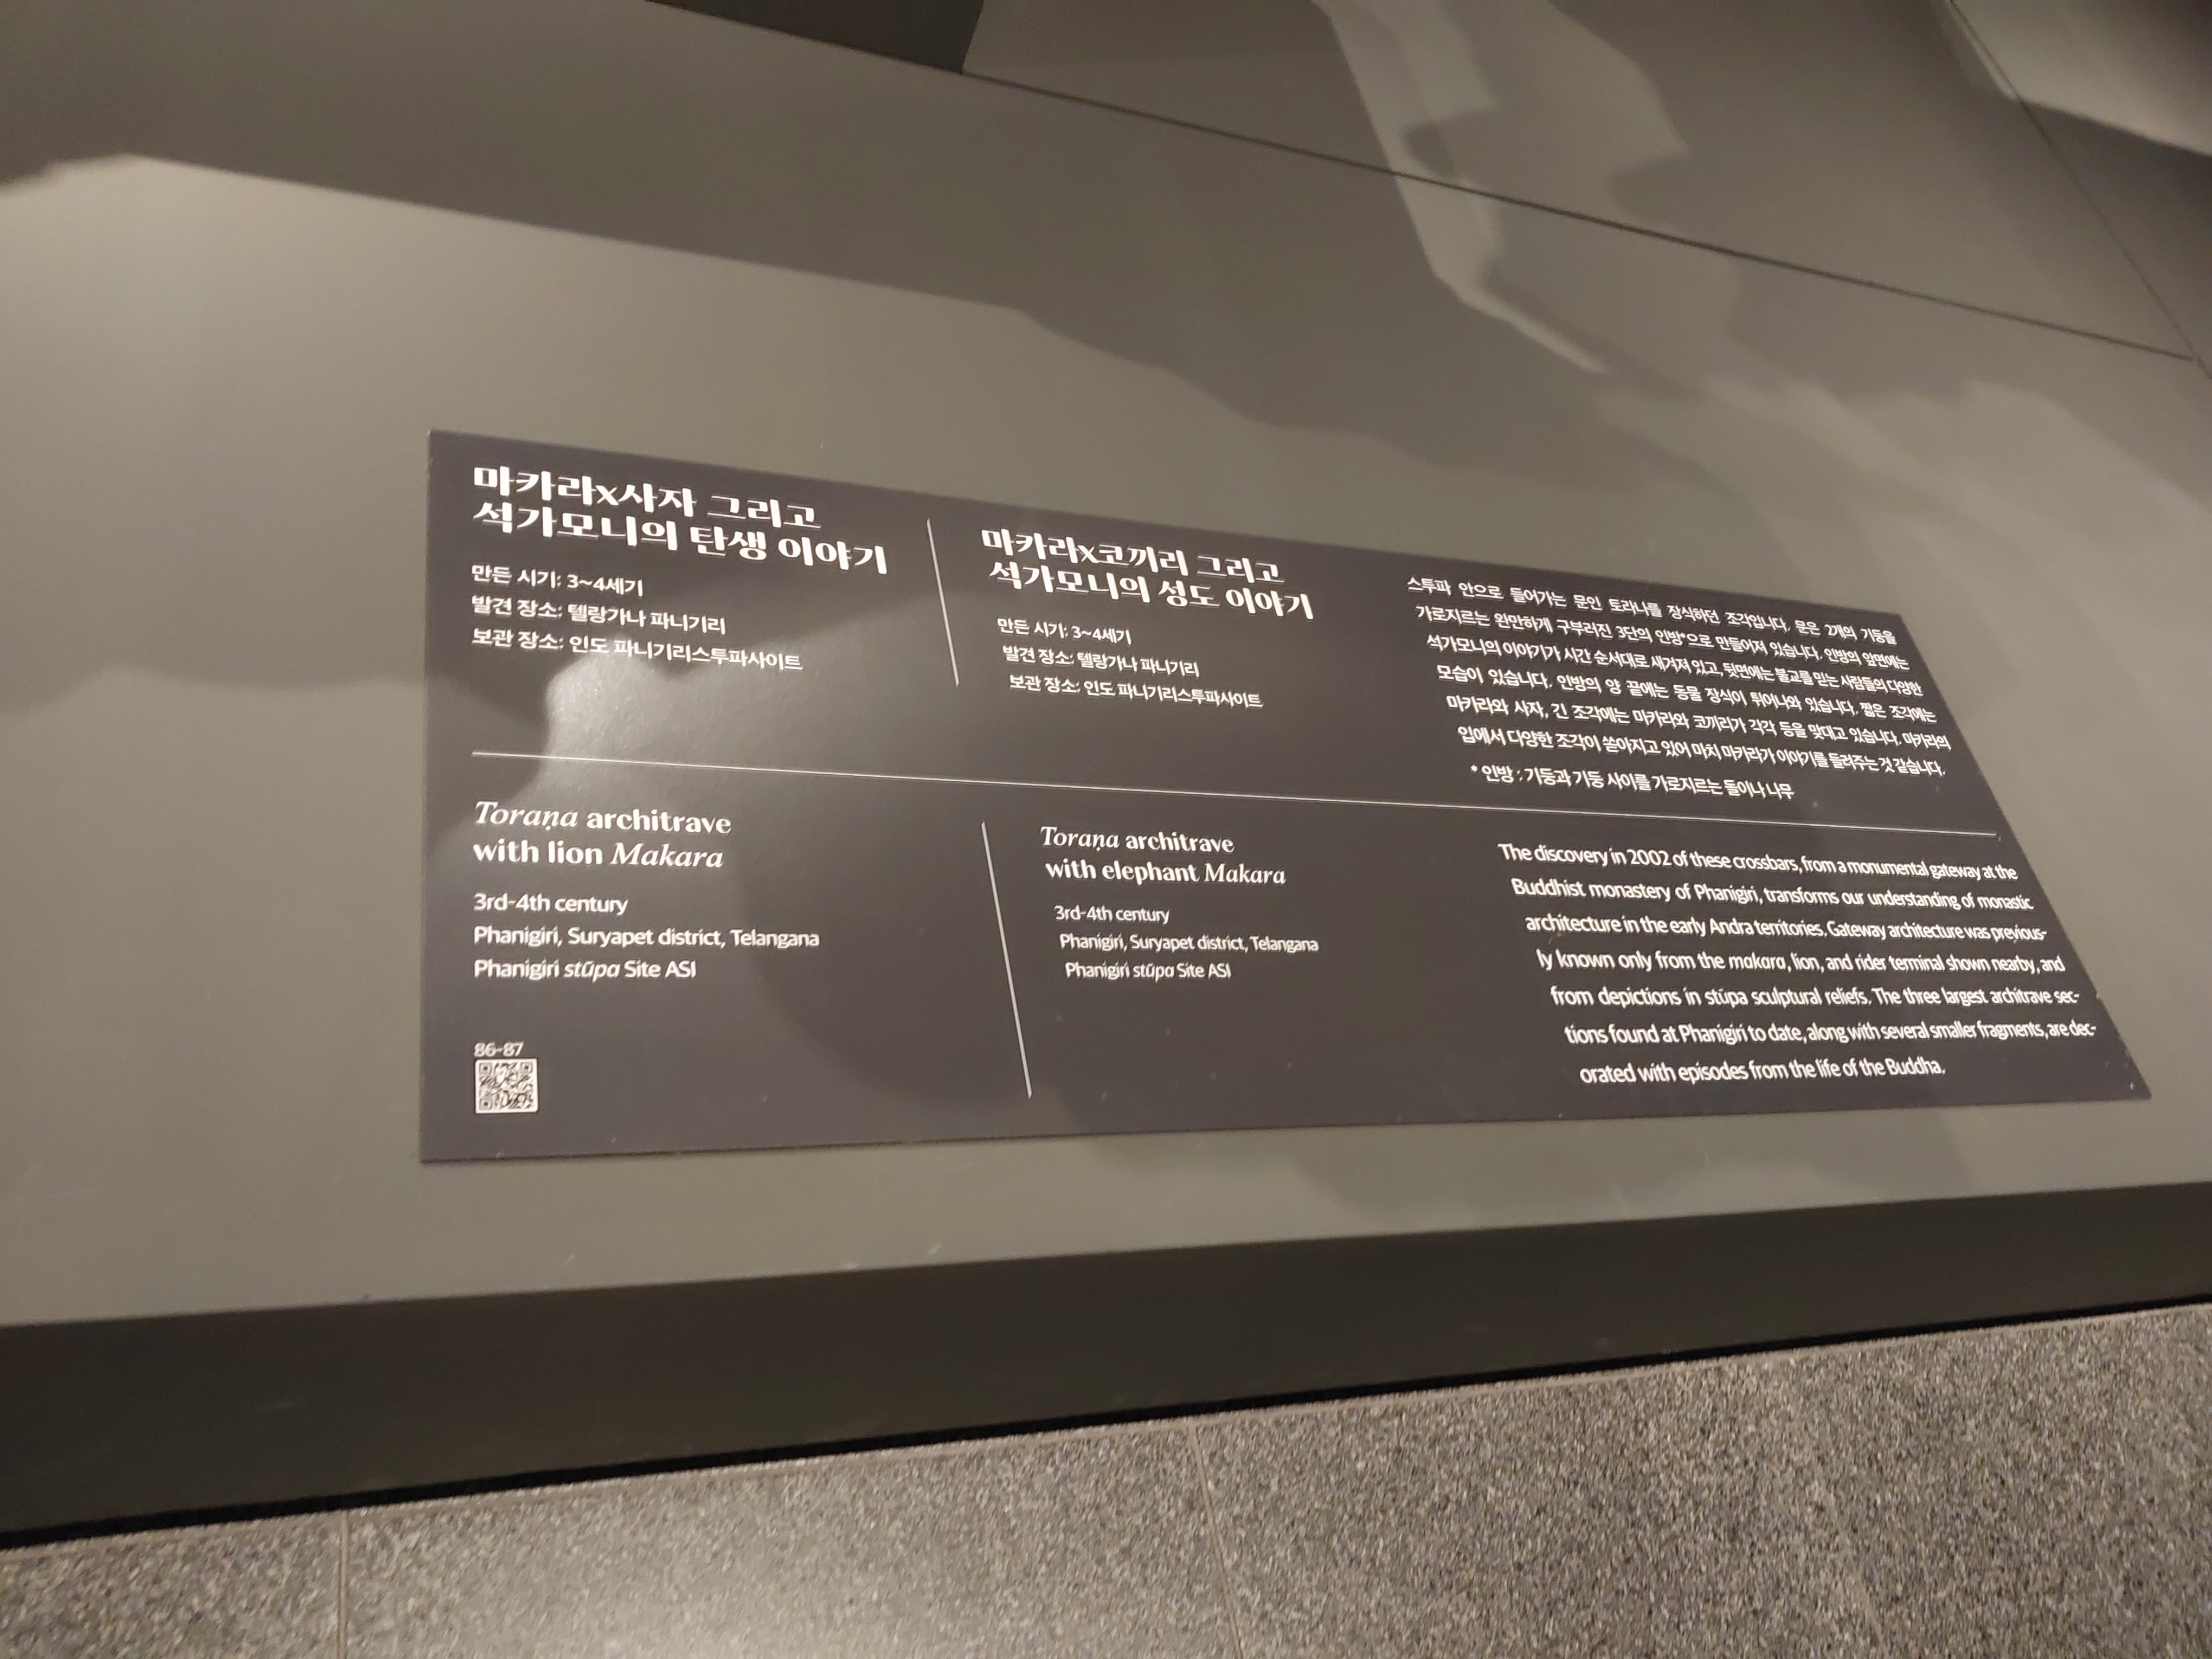 마카라x사자 그리고
석가모니의 탄생 이야기
만든 시기: 3~4세기
발견 장소: 텔랑가나 파니기리
보관 장소: 인도 파니기리스투파사이트
마카라x코끼리 그리고
석가모니의 성도 이야기
만든 시기: 3~4세기
발견 장소: 텔랑가나 파니기리
보관 장소: 인도 파니기리스투파사이트
스투파 안으로 들어가는 문인 토라나를 장식하던 조각입니다. 문은 2개의 기둥을
가로지르는 완만하게 구부러진 3단의 인방*으로 만들어져 있습니다. 인방의 앞면에는
석가모니의 이야기가 시간 순서대로 새겨져 있고, 뒷면에는 불교를 믿는 사람들의 다양한
모습이 있습니다. 인방의 양 끝에는 동물 장식이 튀어나와 있습니다. 짧은 조각에는
마카라와 사자, 긴 조각에는 마카라와 코끼리가 각각 등을 맞대고 있습니다. 마카라의
입에서 다양한 조각이 쏟아지고 있어 마치 마카라가 이야기를 들려주는 것 같습니다.
* 인방 : 기둥과 기둥 사이를 가로지르는 돌이나 나무
Toraṇa architrave
with lion Makara
3rd-4th century
Phanigiri, Suryapet district, Telangana
Phanigiri stūpa Site ASI
86-87
Toraṇa architrave
with elephant Makara
3rd-4th century
Phanigiri, Suryapet district, Telangana
Phanigiri stūpa Site ASI
The discovery in 2002 of these crossbars, from a monumental gateway at the
Buddhist monastery of Phanigiri, transforms our understanding of monastic
architecture in the early Andra territories. Gateway architecture was previous-
ly known only from the makara, lion, and rider terminal shown nearby, and
from depictions in stūpa sculptural reliefs. The three largest architrave sec-
tions found at Phanigiri to date, along with several smaller fragments, are dec-
orated with episodes from the life of the Buddha.